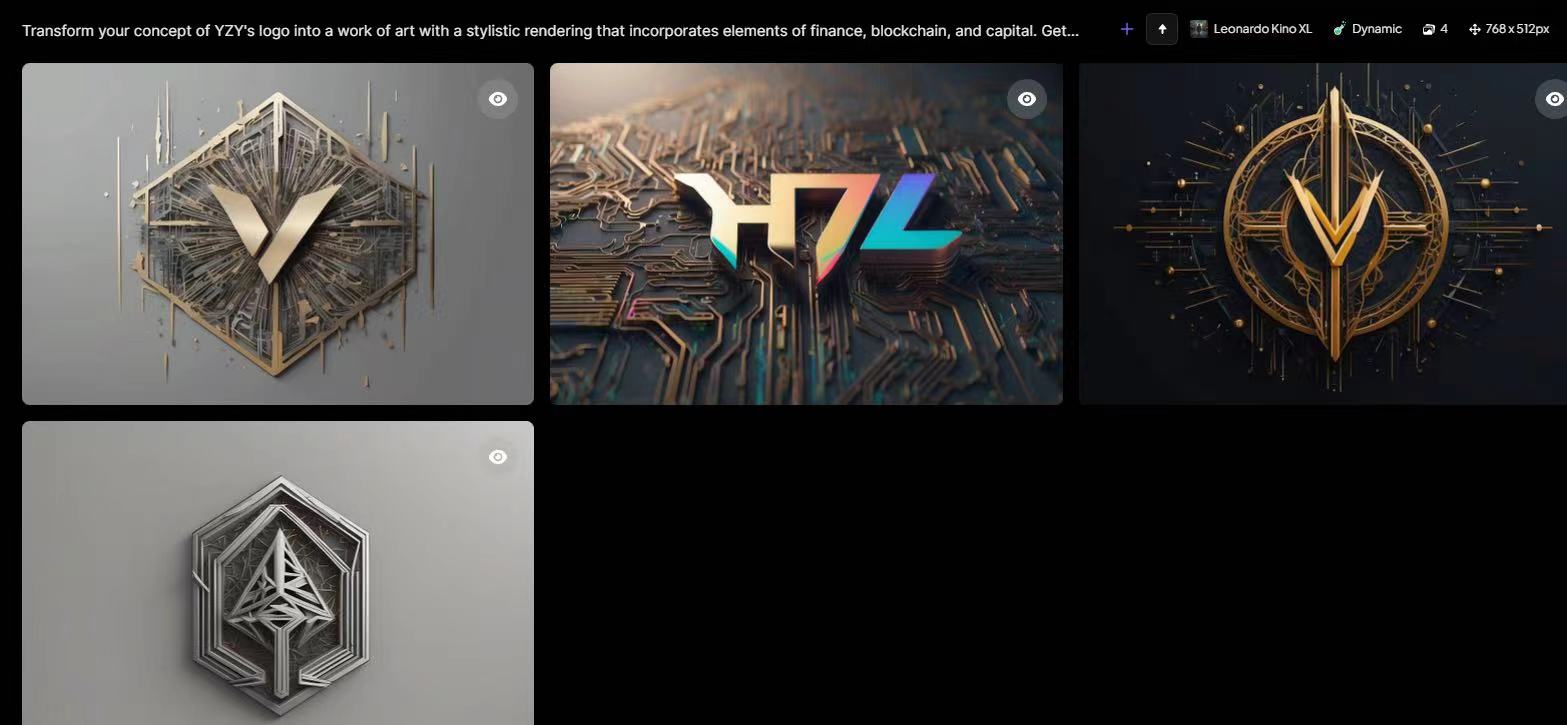 Transform your concept of YZY's logo into a work of art with a stylistic rendering that incorporates elements of finance, blockchain, and capital. Get...
Leonardo Kino XL
Dynamic
4
768 x 512px